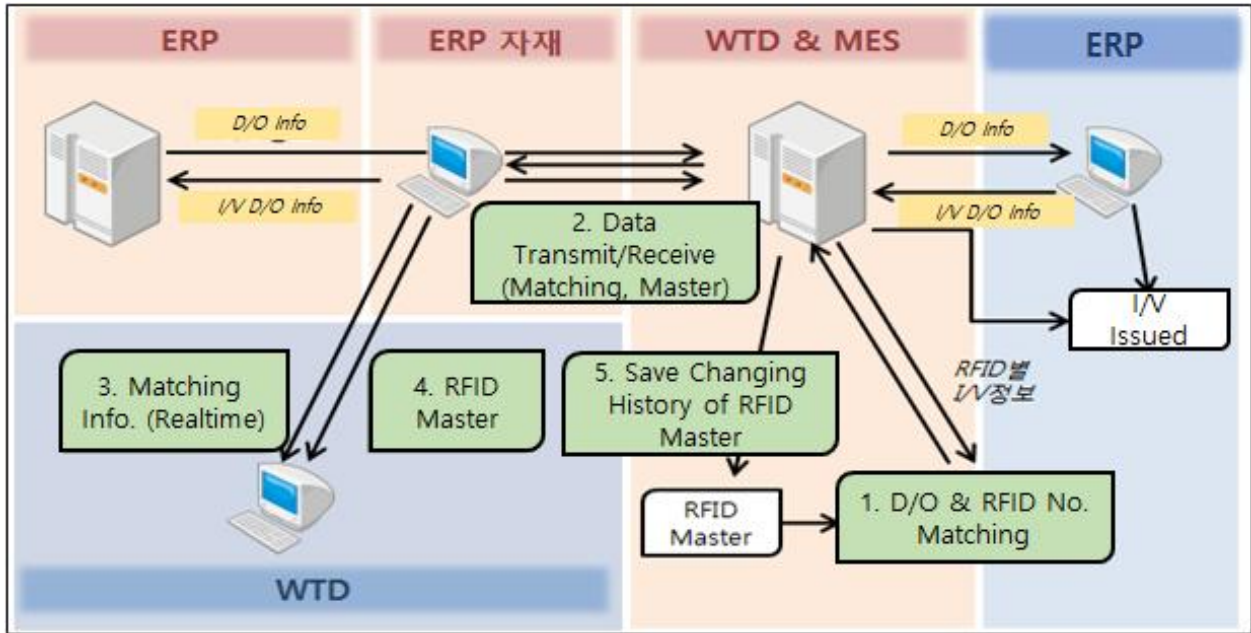 ERP
ERP 자재
WTD & MES
ERP
D/O Info
I/V D/O Info
D/O Info
I/V D/O Info
2. Data
Transmit/Receive
(Matching, Master)
I/V
Issued
3. Matching
Info. (Realtime)
4. RFID
Master
5. Save Changing
History of RFID
Master
RFID별
I/V정보
RFID
Master
1. D/O & RFID No.
Matching
WTD